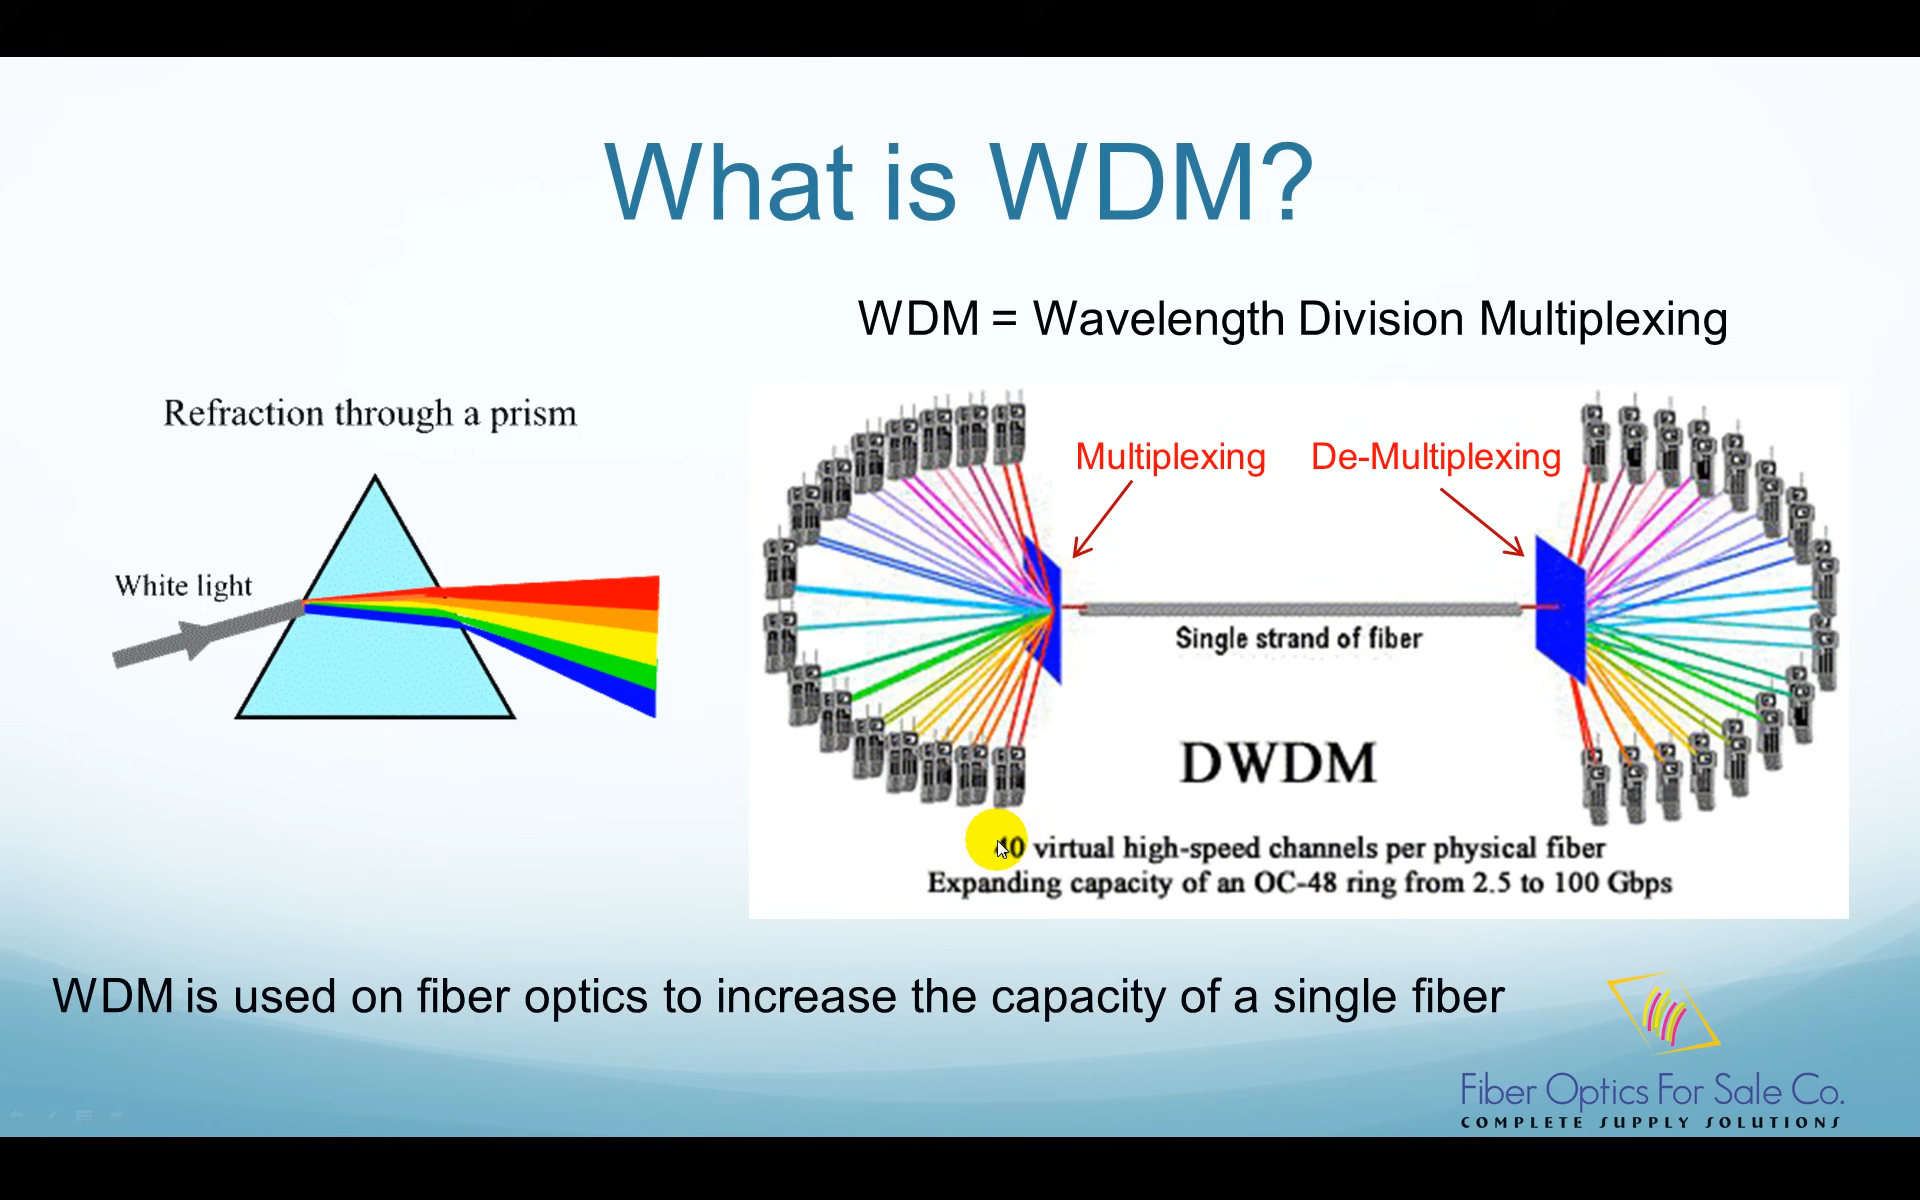 What is WDM?
WDM = Wavelength Division Multiplexing
Refraction through a prism
White light
Multiplexing
De-Multiplexing
Single strand of fiber
DWDM
40 virtual high-speed channels per physical fiber
Expanding capacity of an OC-48 ring from 2.5 to 100 Gbps
WDM is used on fiber optics to increase the capacity of a single fiber
Fiber Optics For Sale Co.
COMPLETE SUPPLY SOLUTIONS